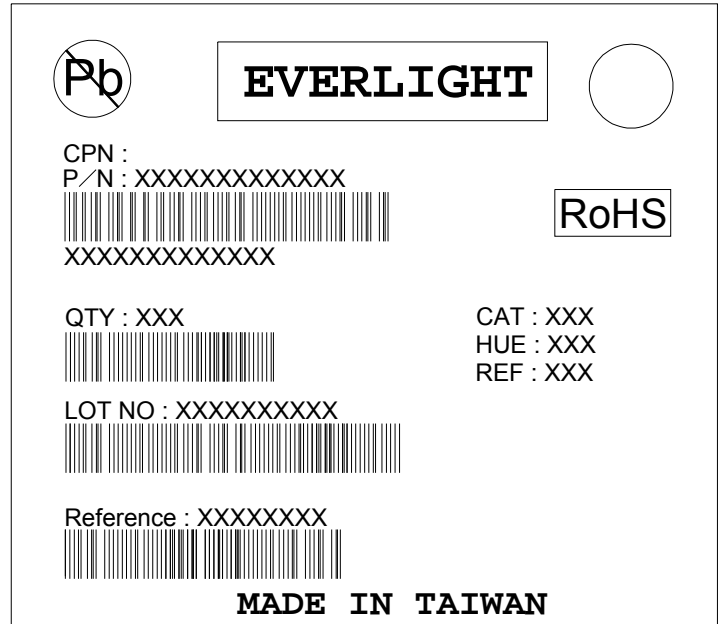 Pb
EVERLIGHT
CPN :
P/N : XXXXXXXXXXXXX
RoHS
XXXXXXXXXXXXX
QTY : XXX
CAT : XXX
HUE : XXX
REF : XXX
LOT NO : XXXXXXXXXX
Reference : XXXXXXXX
MADE IN TAIWAN